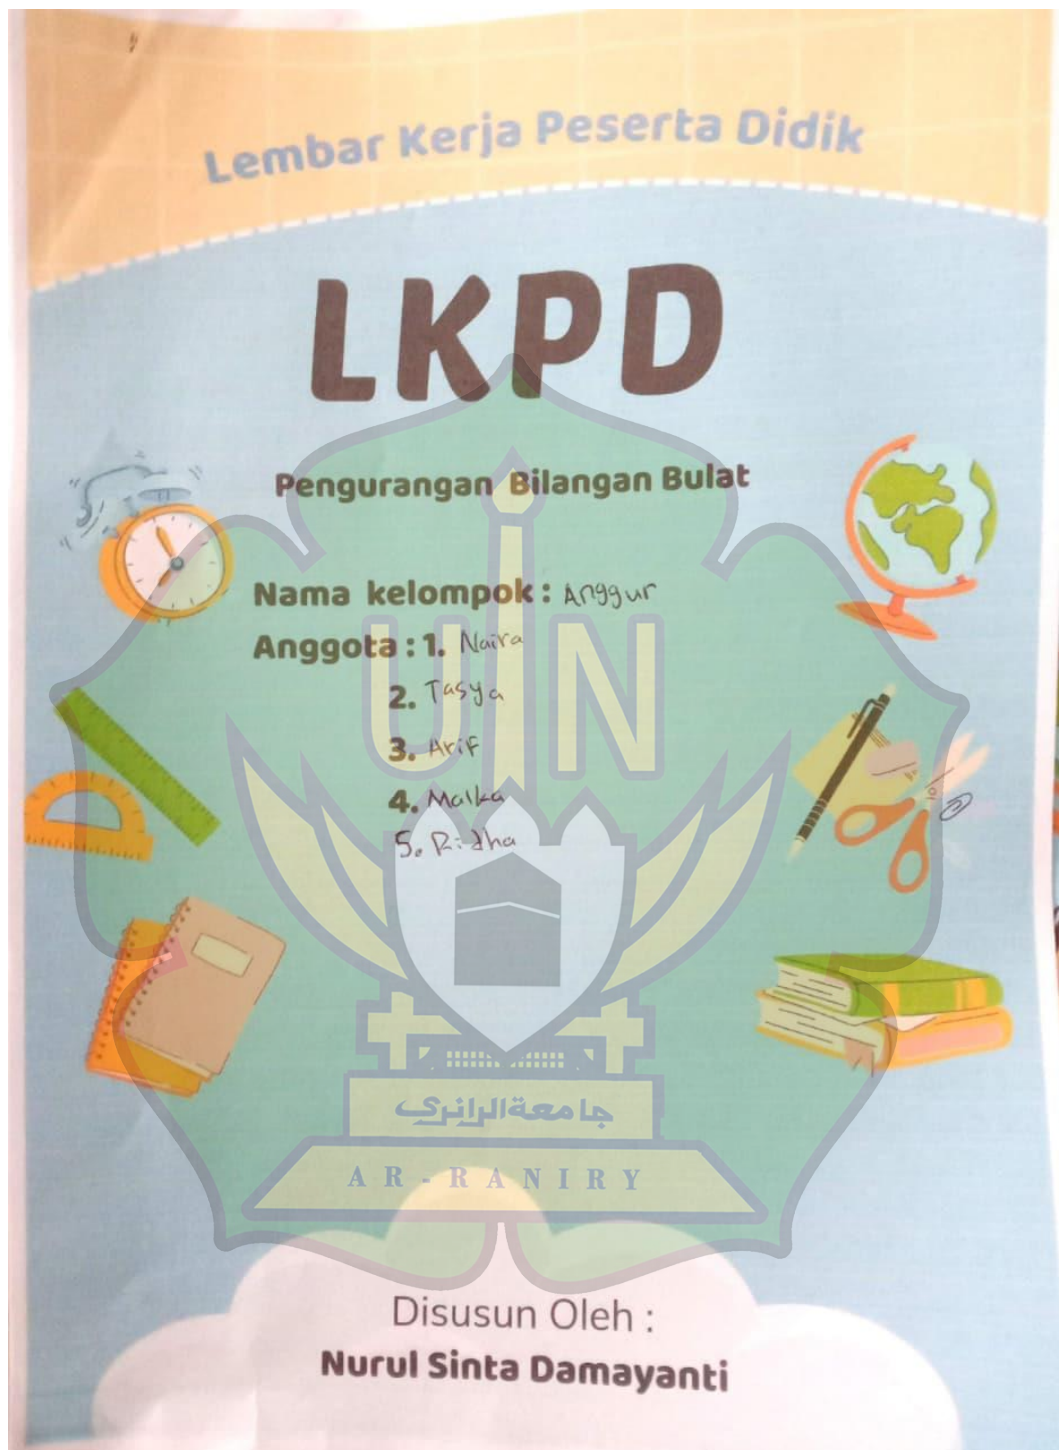 Lembar Kerja Peserta Didik
LKPD
Pengurangan Bilangan Bulat
Nama kelompok : Anggur
Anggota : 1. Naira
2. Tasya
3. Arif
4. Malka
5. Ridha
UIN
جامعة الرانري
AR-RANIRY
Disusun Oleh :
Nurul Sinta Damayanti